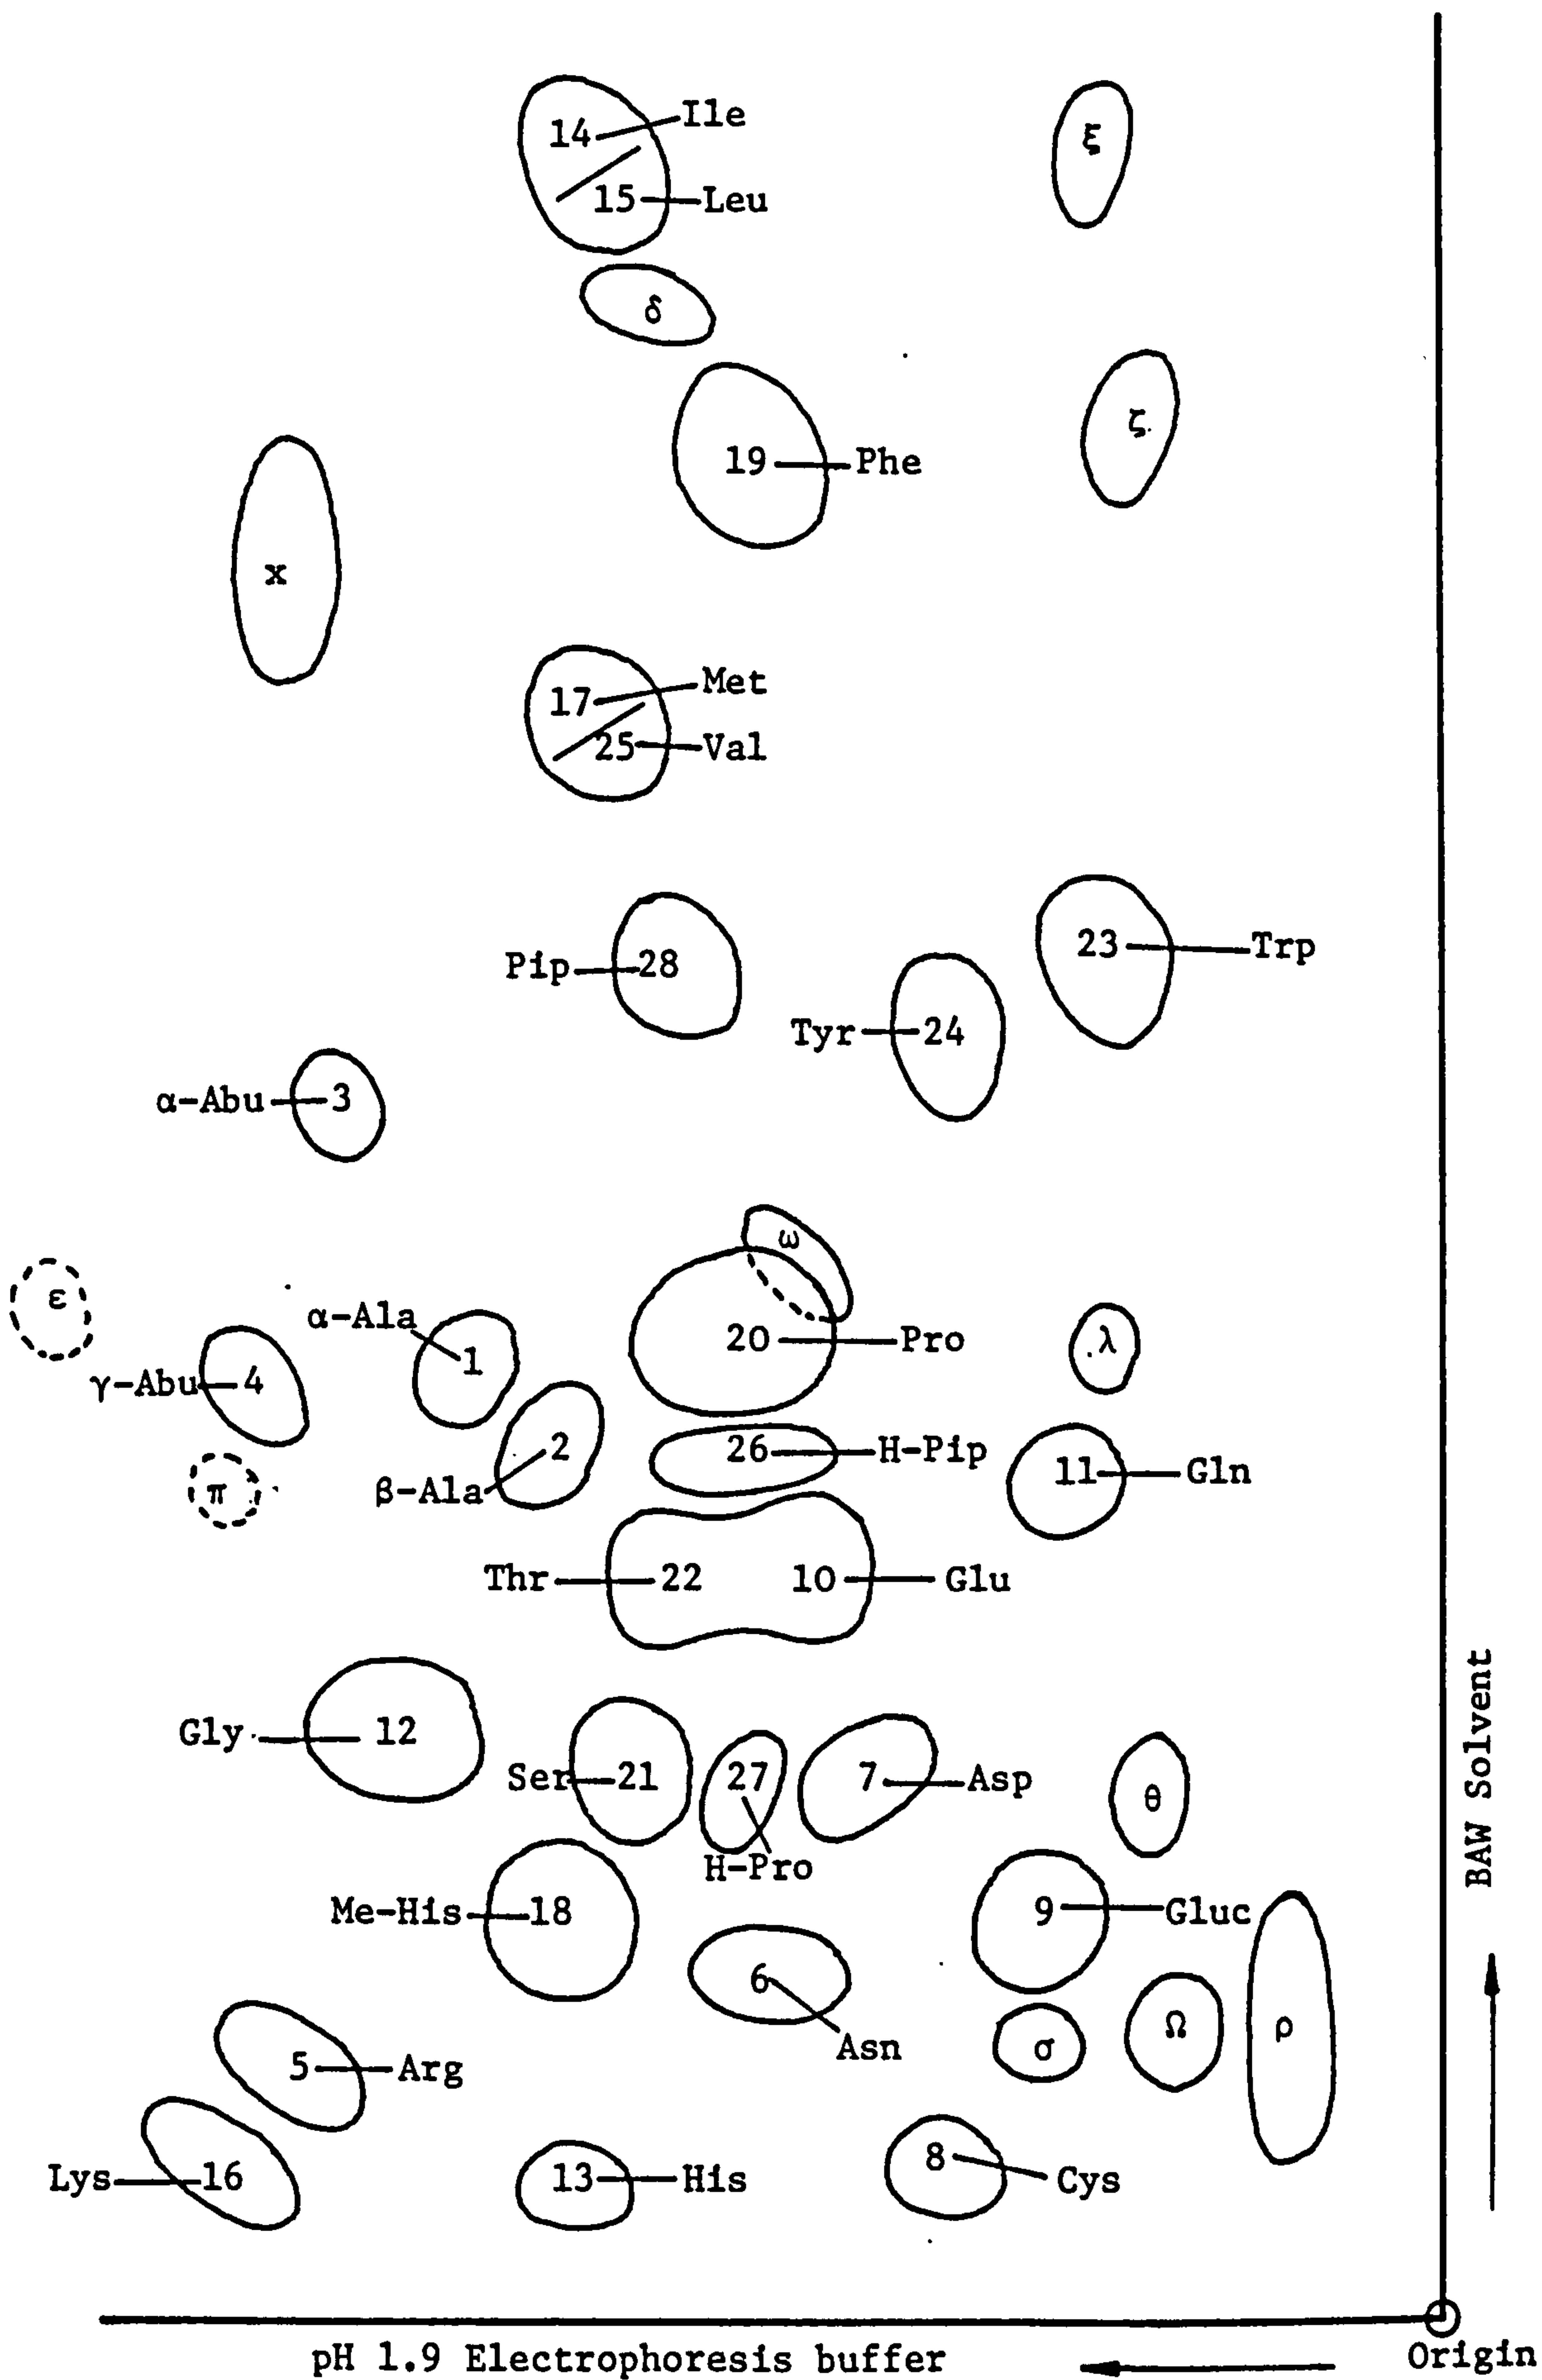 14 Ile
ξ
15 Leu
δ
ζ
19 Phe
x
17 Met
25 Val
23 Trp
Pip 28
Tyr 24
α-Abu 3
ω
ε
α-Ala 1
20 Pro
λ
γ-Abu 4
2
β-Ala
26 H-Pip
11 Gln
π
Thr 22
10 Glu
Gly 12
Ser 21
27
H-Pro
7 Asp
θ
Me-His 18
9 Gluc
6
Asn
σ
Ω
ρ
5 Arg
Lys 16
13 His
8 Cys
BAW Solvent
pH 1.9 Electrophoresis buffer
Origin